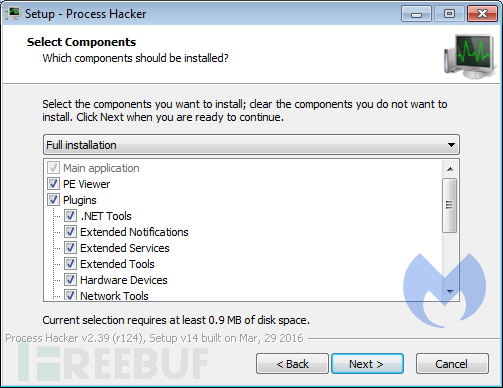 Setup - Process Hacker
Select Components
Which components should be installed?
Select the components you want to install; clear the components you do not want to
install. Click Next when you are ready to continue.
Full installation
Main application
PE Viewer
Plugins
.NET Tools
Extended Notifications
Extended Services
Extended Tools
Hardware Devices
Network Tools
Current selection requires at least 0.9 MB of disk space.
Process Hacker v2.39 (r124), Setup v14 built on Mar, 29 2016
< Back
Next >
Cancel
FREEBUF